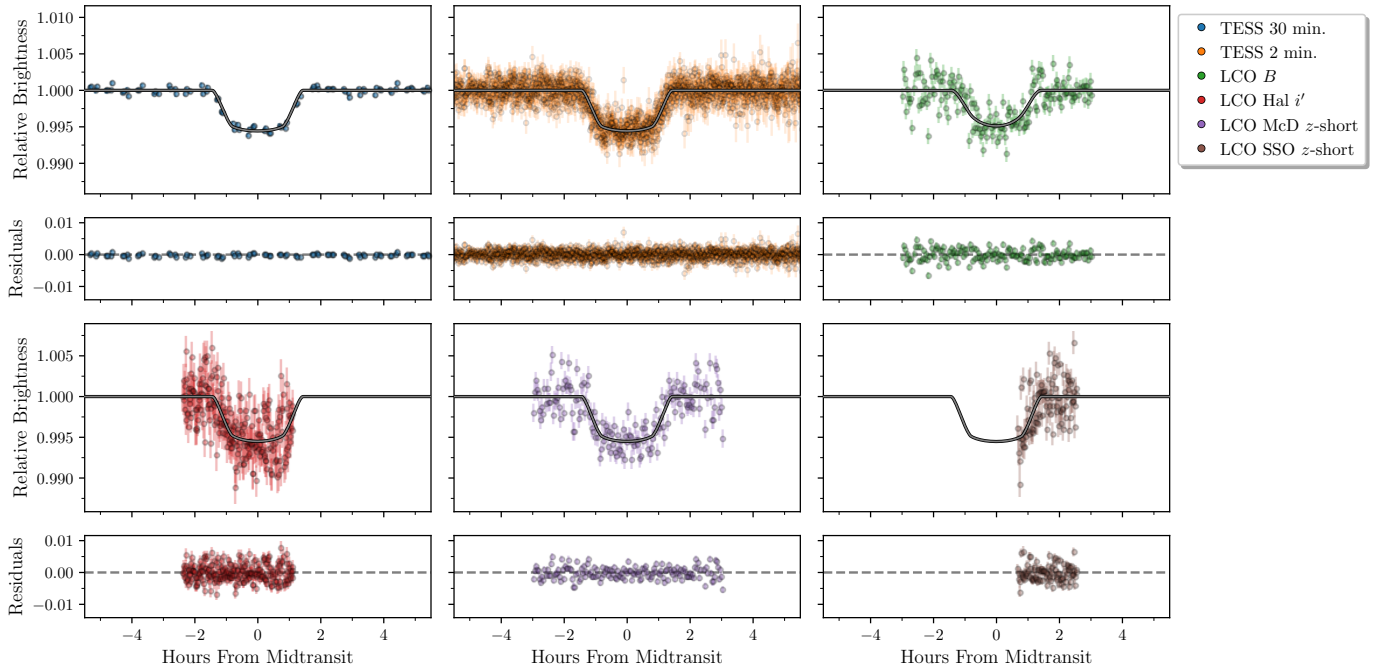 1.010
1.005
1.000
0.995
0.990
Relative Brightness
TESS 30 min.
TESS 2 min.
LCO B
LCO Hal i′
LCO McD z-short
LCO SSO z-short
0.01
0.00
−0.01
Residuals
1.005
1.000
0.995
0.990
Relative Brightness
0.01
0.00
−0.01
Residuals
−4 −2 0 2 4
−4 −2 0 2 4
−4 −2 0 2 4
Hours From Midtransit
Hours From Midtransit
Hours From Midtransit